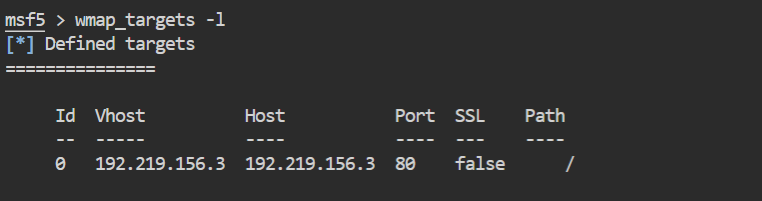 msf5 > wmap_targets -l
[*] Defined targets
===============
Id  Vhost          Host           Port  SSL    Path
--  -----          ----           ----  ---    ----
0   192.219.156.3  192.219.156.3  80    false      /